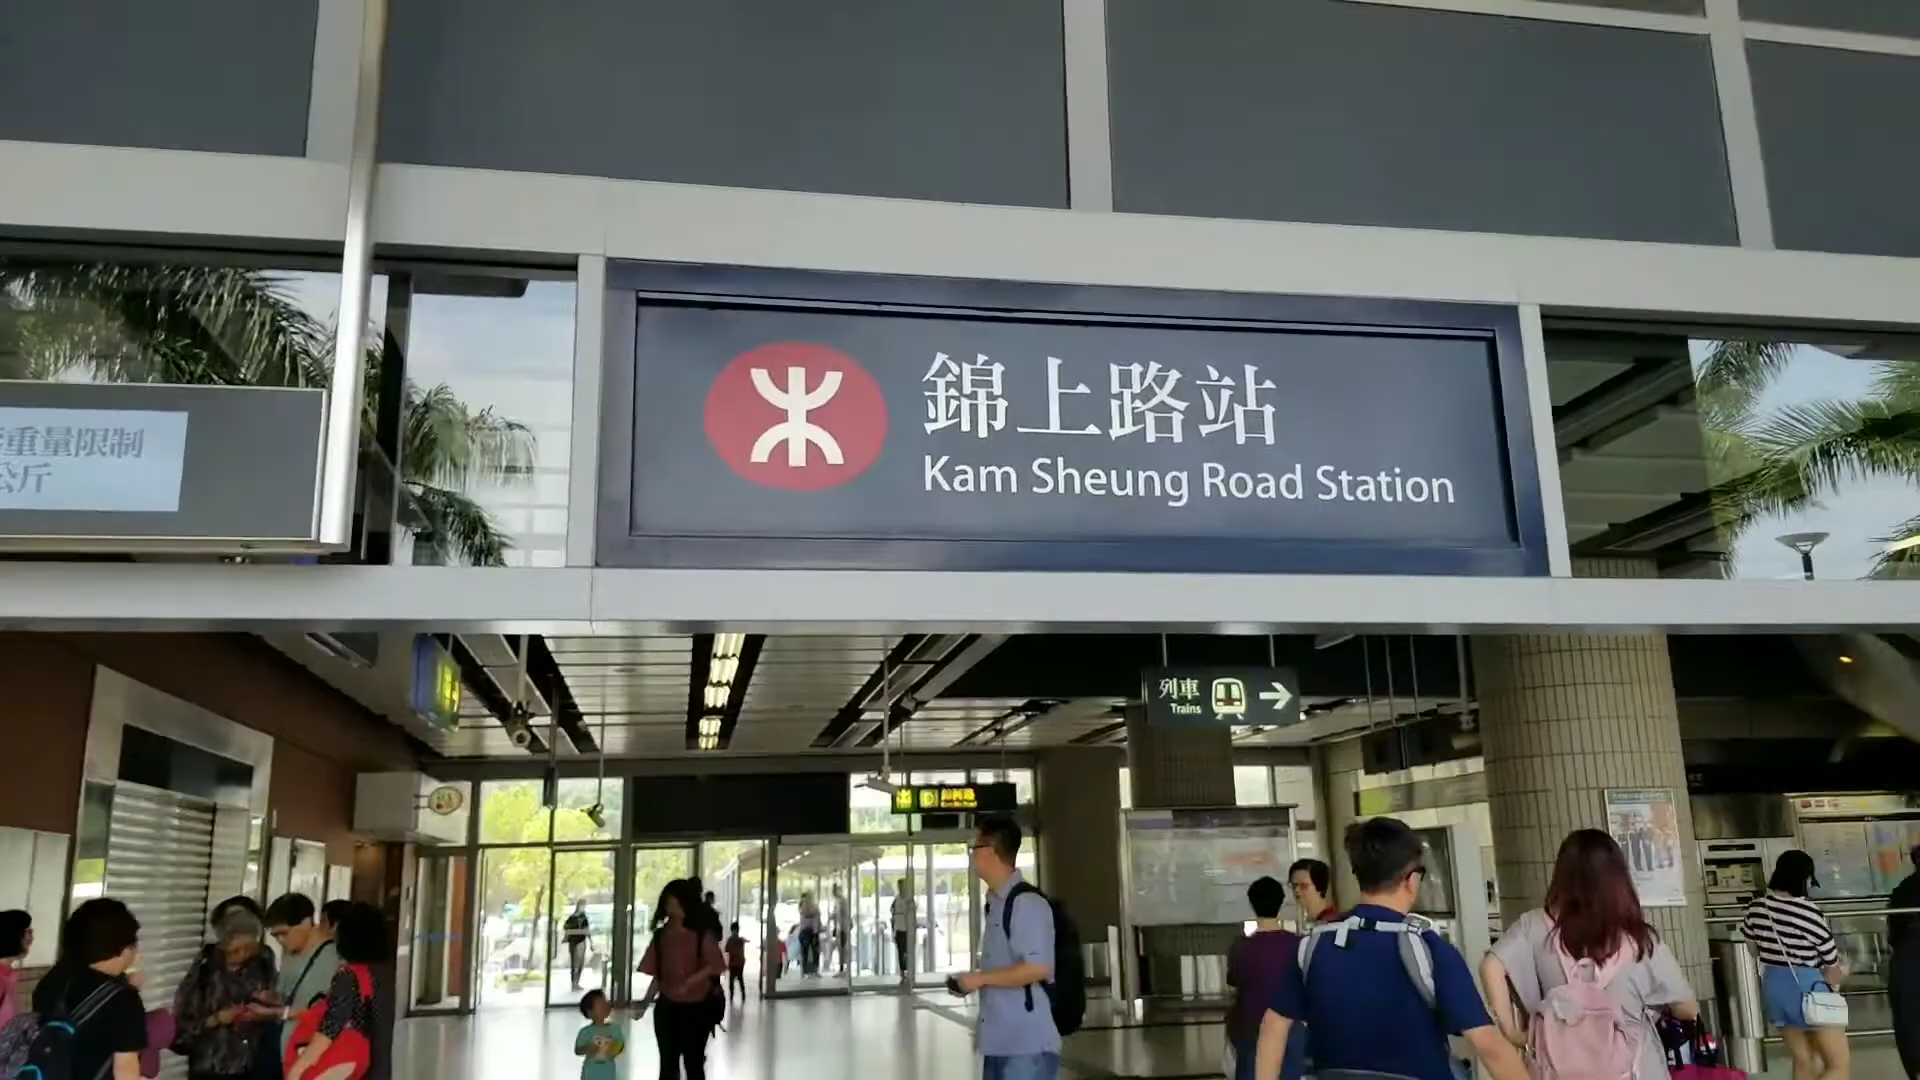 重量限制
公斤
錦上路站
Kam Sheung Road Station
列車
Trains